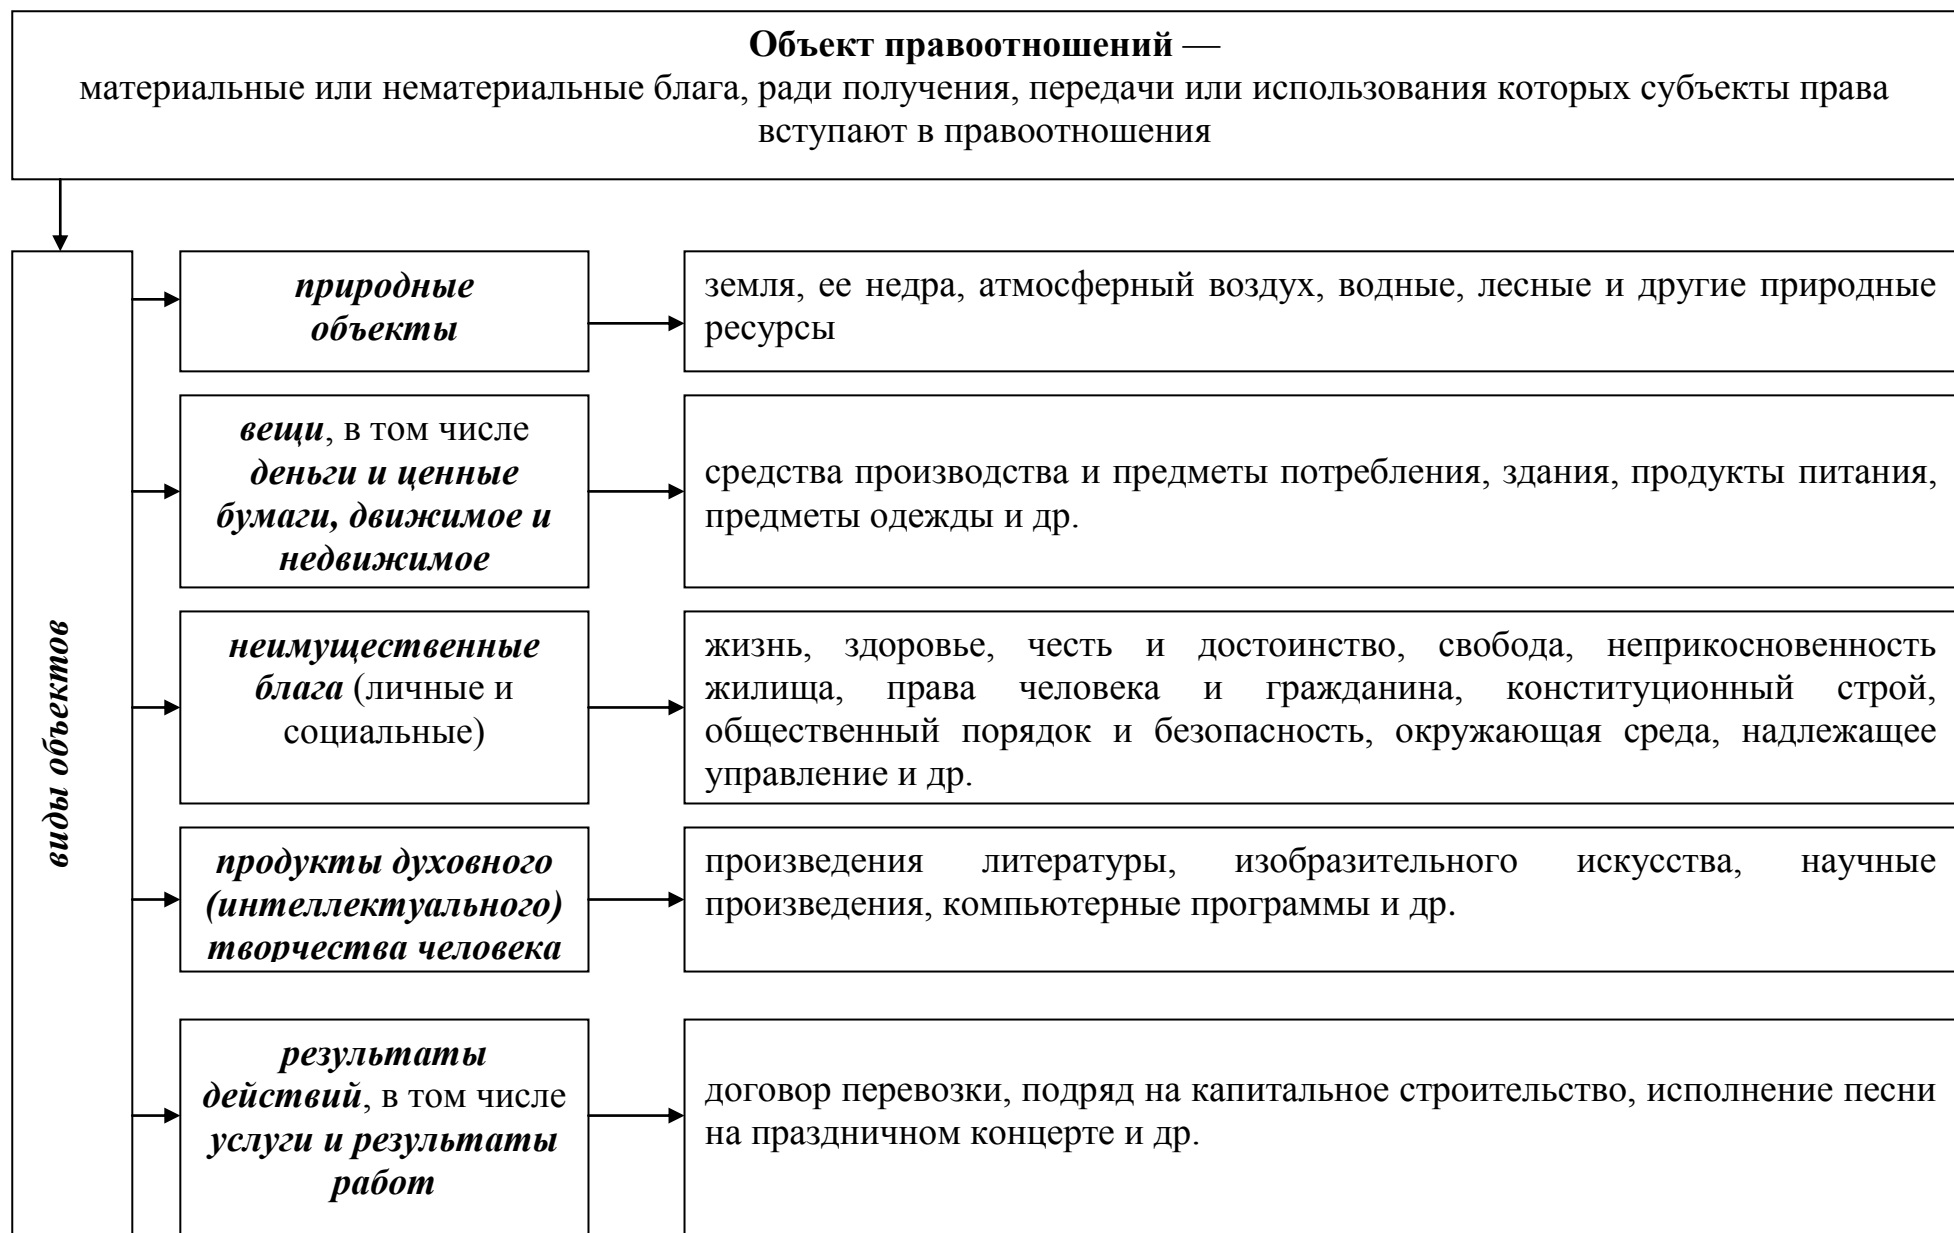 Объект правоотношений —
материальные или нематериальные блага, ради получения, передачи или использования которых субъекты права
вступают в правоотношения
виды объектов
природные
объекты
земля, ее недра, атмосферный воздух, водные, лесные и другие природные
ресурсы
вещи, в том числе
деньги и ценные
бумаги, движимое и
недвижимое
средства производства и предметы потребления, здания, продукты питания,
предметы одежды и др.
неимущественные
блага (личные и
социальные)
жизнь, здоровье, честь и достоинство, свобода, неприкосновенность
жилища, права человека и гражданина, конституционный строй,
общественный порядок и безопасность, окружающая среда, надлежащее
управление и др.
продукты духовного
(интеллектуального)
творчества человека
произведения литературы, изобразительного искусства, научные
произведения, компьютерные программы и др.
результаты
действий, в том числе
услуги и результаты
работ
договор перевозки, подряд на капитальное строительство, исполнение песни
на праздничном концерте и др.